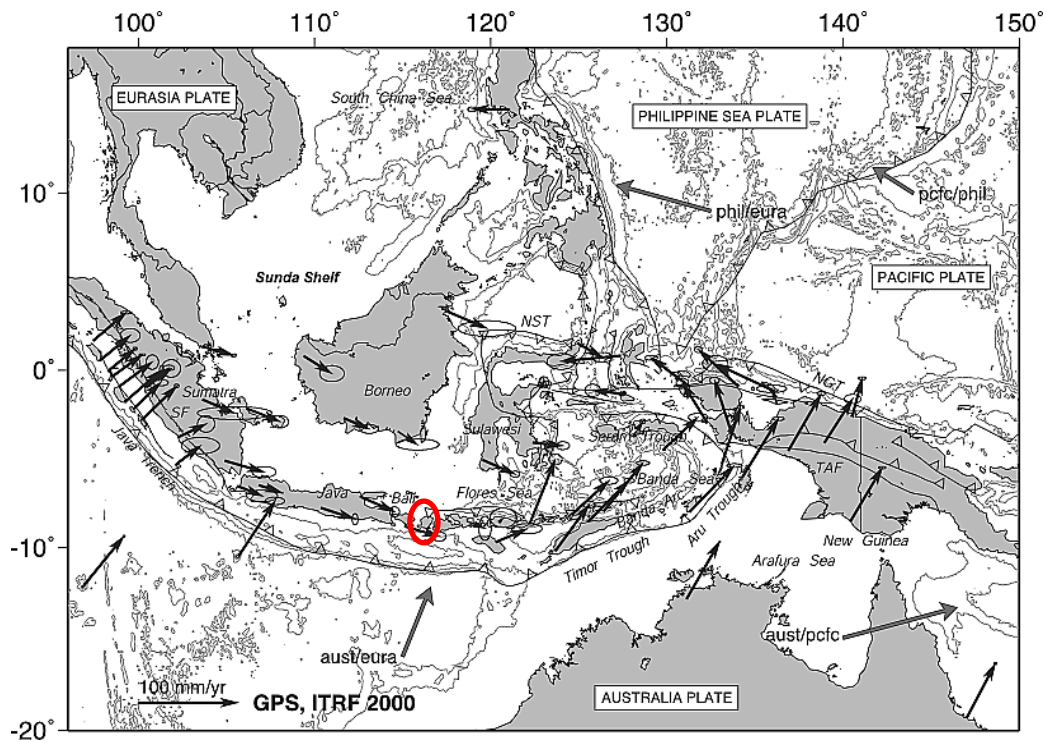 100° 110° 120° 130° 140° 150°
EURASIA PLATE
South China Sea
PHILIPPINE SEA PLATE
10°
phil/eura
pcfc/phil
Sunda Shelf
PACIFIC PLATE
NST
0°
Sumatra
Borneo
NGT
SF
Sulawesi
Seram Trough
Java Trench
TAF
Java
Bali
Flores Sea
Banda Sea
Banda Arc
Aru Trough
-10°
New Guinea
Timor Trough
Arafura Sea
aust/eura
aust/pcfc
100 mm/yr
GPS, ITRF 2000
AUSTRALIA PLATE
-20°